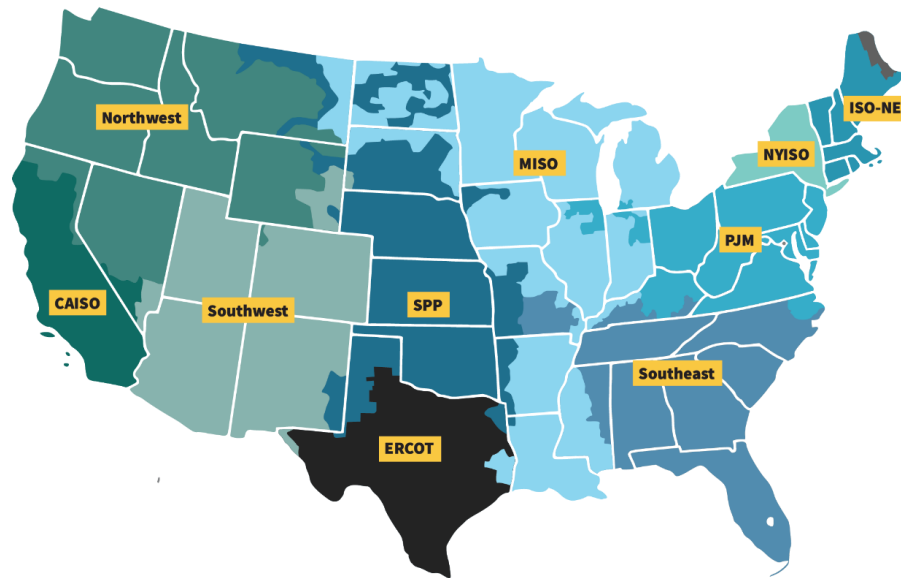 Northwest
ISO-NE
MISO
NYISO
PJM
CAISO
Southwest
SPP
Southeast
ERCOT